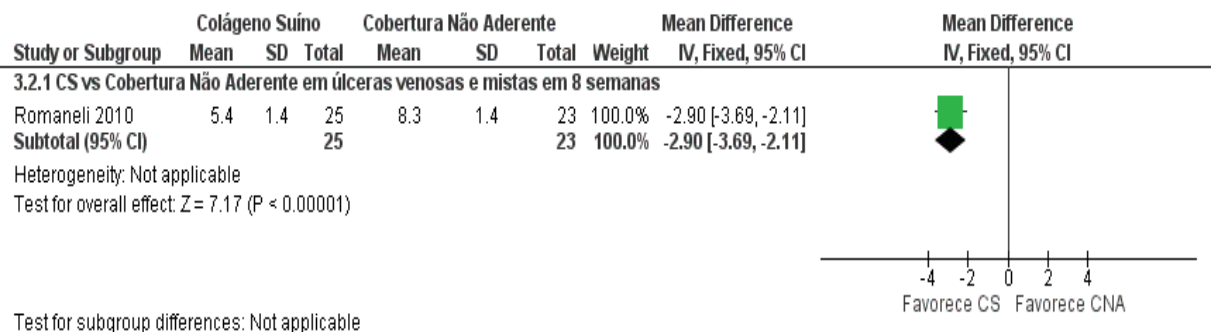 Colágeno Suíno Cobertura Não Aderente Mean Difference Mean Difference
Study or Subgroup Mean SD Total Mean SD Total Weight IV, Fixed, 95% CI IV, Fixed, 95% CI
3.2.1 CS vs Cobertura Não Aderente em úlceras venosas e mistas em 8 semanas
Romaneli 2010 5.4 1.4 25 8.3 1.4 23 100.0% -2.90 [-3.69, -2.11]
Subtotal (95% CI) 25 23 100.0% -2.90 [-3.69, -2.11]
Heterogeneity: Not applicable
Test for overall effect: Z = 7.17 (P < 0.00001)
-4 -2 0 2 4
Favorece CS Favorece CNA
Test for subgroup differences: Not applicable